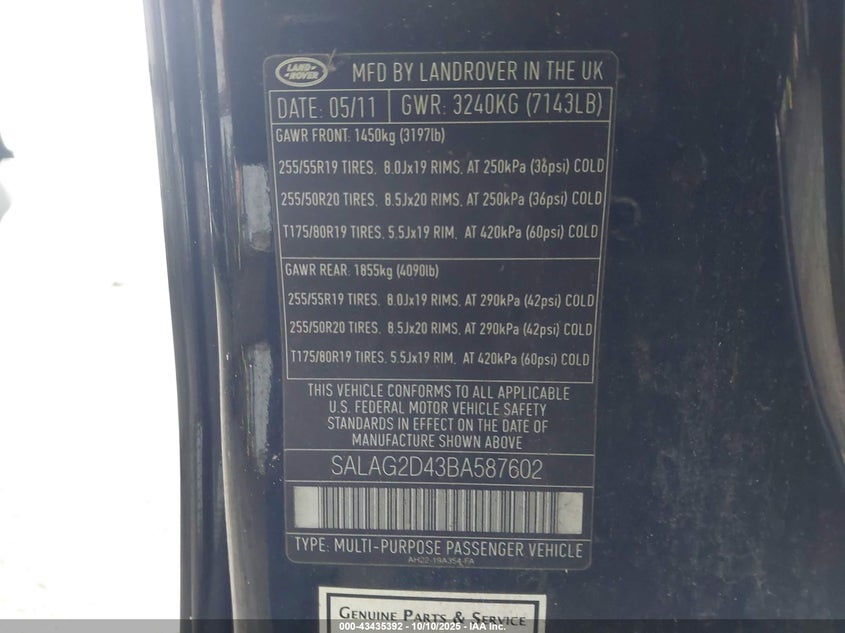 LAND-
ROVER
MFD BY LANDROVER IN THE UK
DATE: 05/11 GWR: 3240KG (7143LB)
GAWR FRONT: 1450kg (3197lb)
255/55R19 TIRES. 8.0Jx19 RIMS, AT 250kPa (36psi) COLD
255/50R20 TIRES. 8.5Jx20 RIMS, AT 250kPa (36psi) COLD
T175/80R19 TIRES. 5.5Jx19 RIM, AT 420kPa (60psi) COLD
GAWR REAR. 1855kg (4090lb)
255/55R19 TIRES. 8.0Jx19 RIMS, AT 290kPa (42psi) COLD
255/50R20 TIRES. 8.5Jx20 RIMS, AT 290kPa (42psi) COLD
T175/80R19 TIRES. 5.5Jx19 RIM, AT 420kPa (60psi) COLD
THIS VEHICLE CONFORMS TO ALL APPLICABLE
U.S. FEDERAL MOTOR VEHICLE SAFETY
STANDARDS IN EFFECT ON THE DATE OF
MANUFACTURE SHOWN ABOVE
SALAG2D43BA587602
TYPE: MULTI-PURPOSE PASSENGER VEHICLE
AH22-19A354-FA
GENUINE PARTS & SERVICE
000-43435392 - 10/10/2025 - IAA Inc.